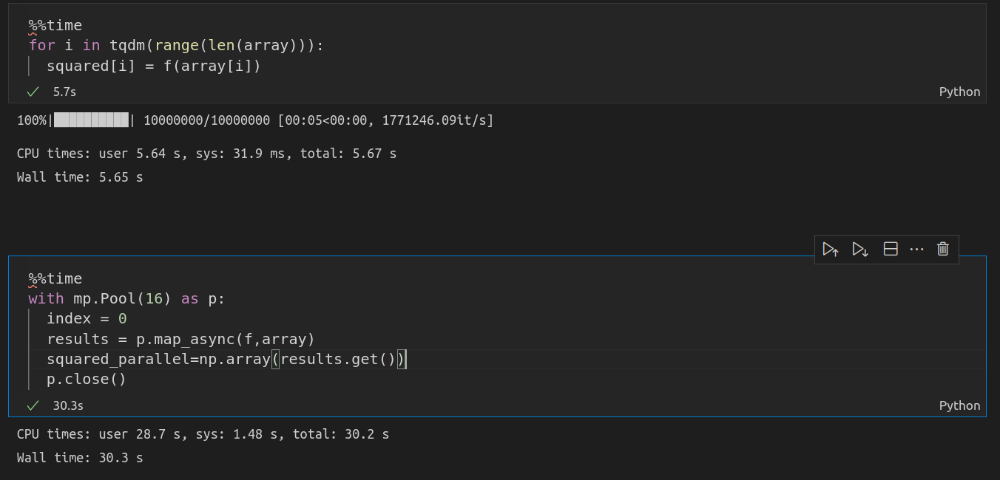 %%time
for i in tqdm(range(len(array))):
squared[i] = f(array[i])
5.7s
Python
100%|██████████| 10000000/10000000 [00:05<00:00, 1771246.09it/s]
CPU times: user 5.64 s, sys: 31.9 ms, total: 5.67 s
Wall time: 5.65 s
%%time
with mp.Pool(16) as p:
index = 0
results = p.map_async(f,array)
squared_parallel=np.array(results.get())
p.close()
30.3s
Python
CPU times: user 28.7 s, sys: 1.48 s, total: 30.2 s
Wall time: 30.3 s